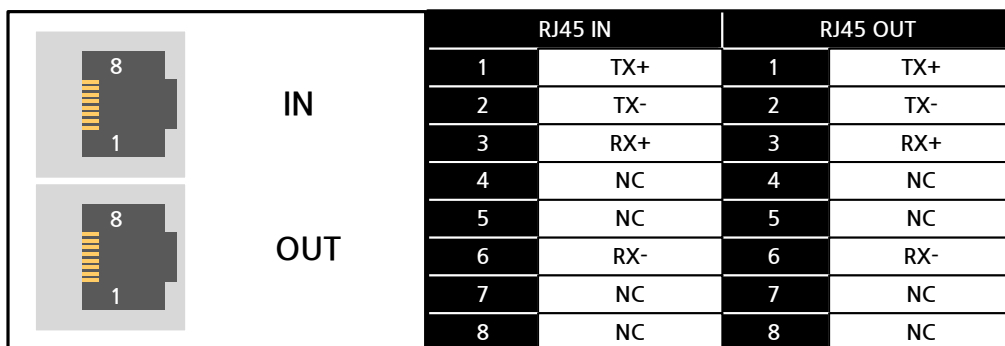 8
1
IN
8
1
OUT
RJ45 IN RJ45 OUT
1 TX+ 1 TX+
2 TX- 2 TX-
3 RX+ 3 RX+
4 NC 4 NC
5 NC 5 NC
6 RX- 6 RX-
7 NC 7 NC
8 NC 8 NC